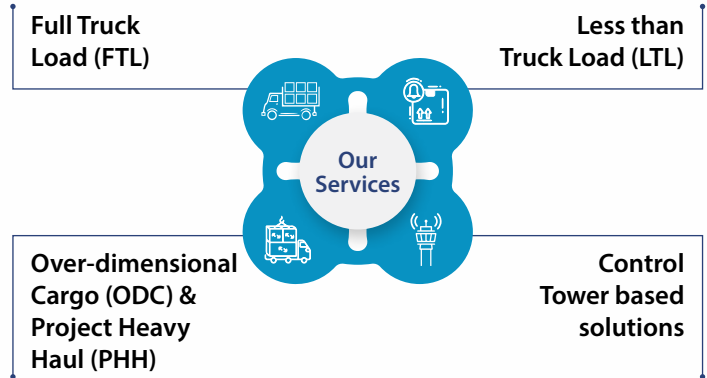 Full Truck
Load (FTL)
Less than
Truck Load (LTL)
Our
Services
Over-dimensional
Cargo (ODC) &
Project Heavy
Haul (PHH)
Control
Tower based
solutions